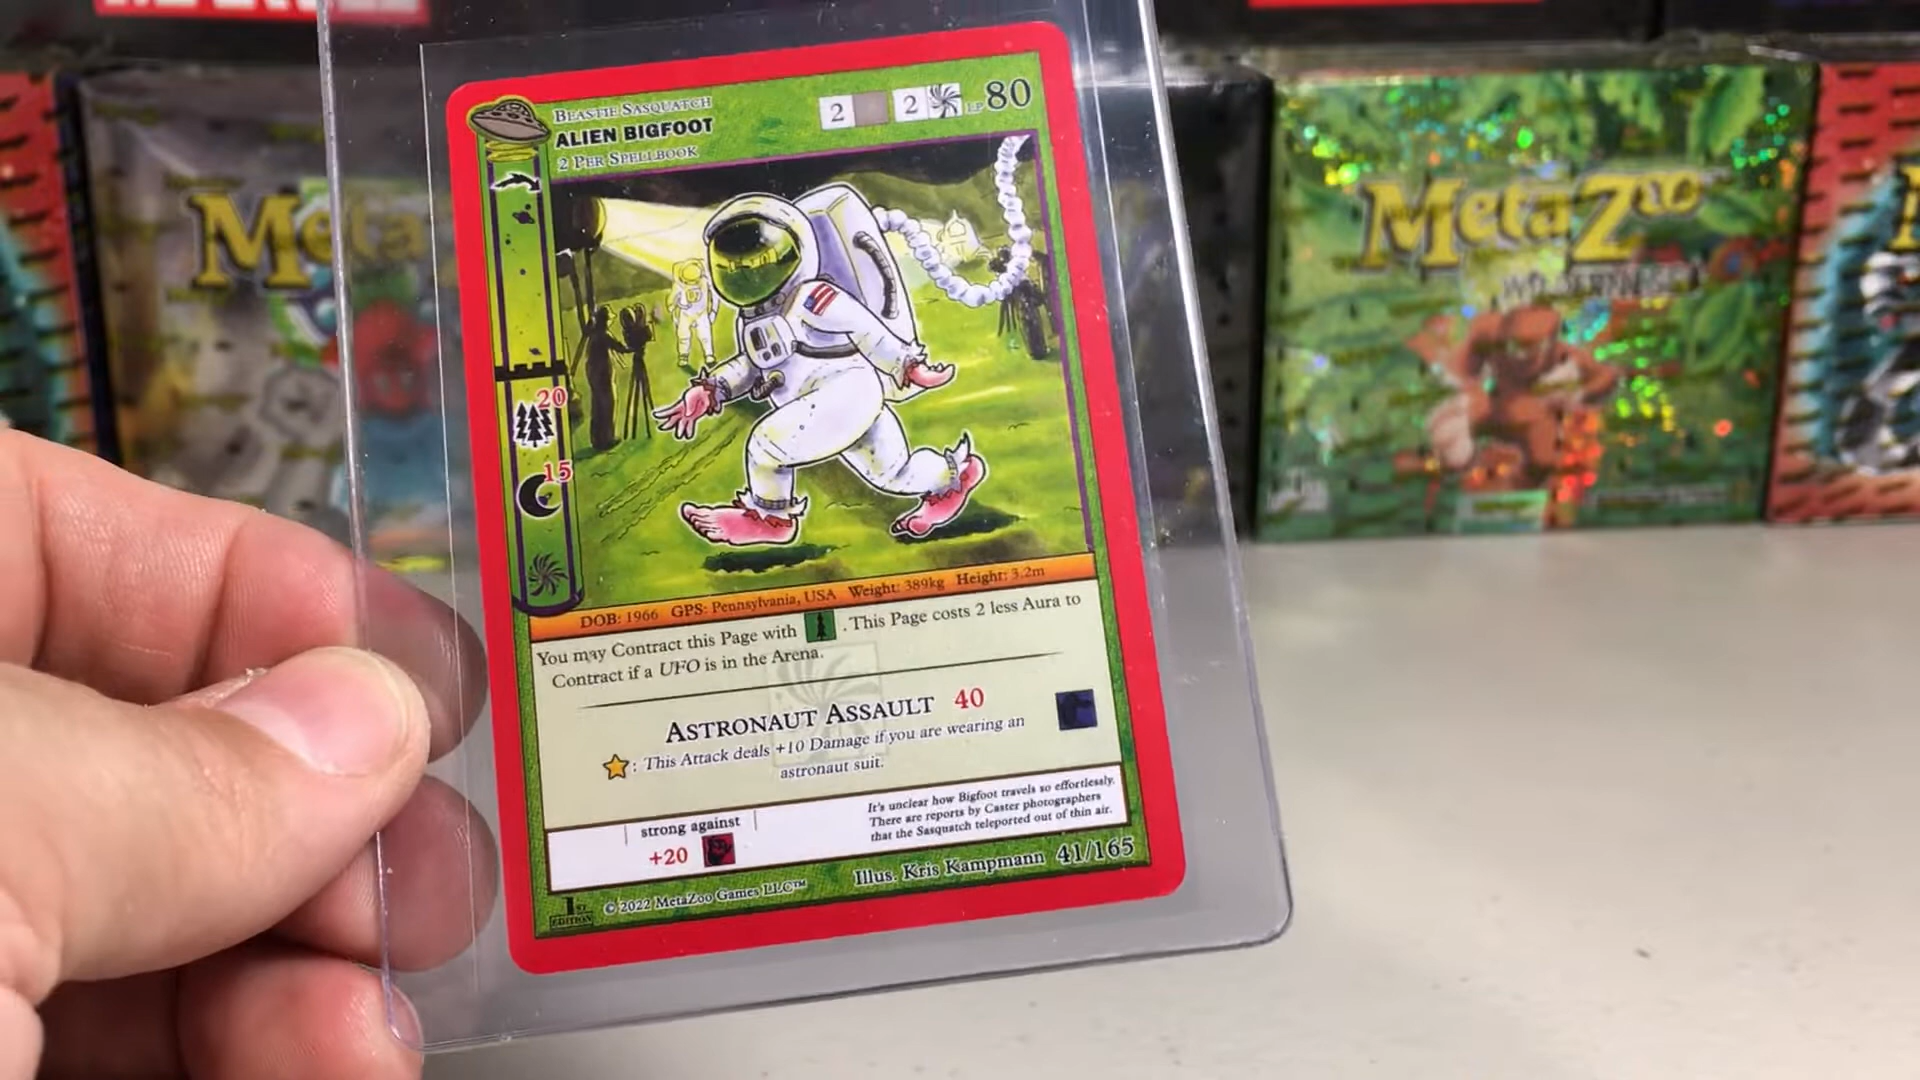 BEASTIE SASQUATCH
ALIEN BIGFOOT
2 PER SPELLBOOK
2 2 LP 80
20
15
DOB: 1966 GPS: Pennsylvania, USA Weight: 389kg Height: 3.2m
You may Contract this Page with . This Page costs 2 less Aura to
Contract if a UFO is in the Arena.
ASTRONAUT ASSAULT 40
: This Attack deals +10 Damage if you are wearing an
astronaut suit.
strong against
+20
It's unclear how Bigfoot travels so effortlessly.
There are reports by Caster photographers
that the Sasquatch teleported out of thin air.
1ST
EDITION
© 2022 MetaZoo Games LLC™
Illus. Kris Kampmann 41/165
MetaZoo
WILDERNESS
Meta